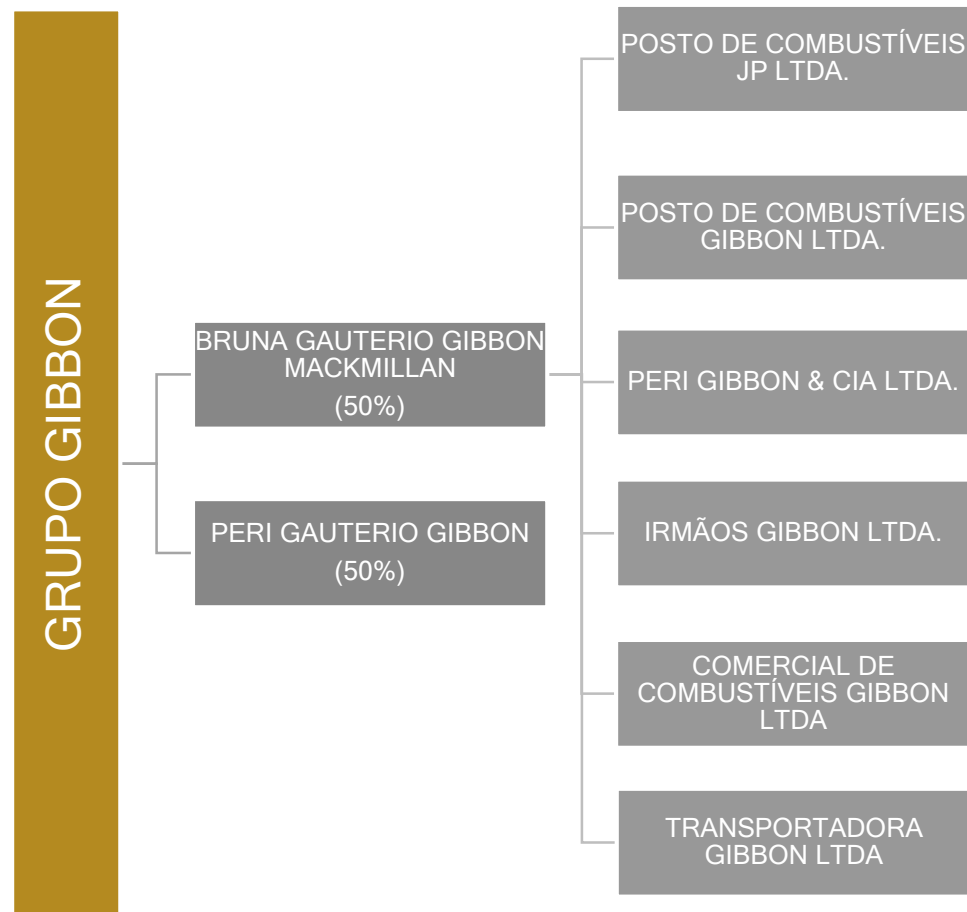 GRUPO GIBBON
BRUNA GAUTERIO GIBBON
MACKMILLAN
(50%)
PERI GAUTERIO GIBBON
(50%)
POSTO DE COMBUSTÍVEIS
JP LTDA.
POSTO DE COMBUSTÍVEIS
GIBBON LTDA.
PERI GIBBON & CIA LTDA.
IRMÃOS GIBBON LTDA.
COMERCIAL DE
COMBUSTÍVEIS GIBBON
LTDA
TRANSPORTADORA
GIBBON LTDA